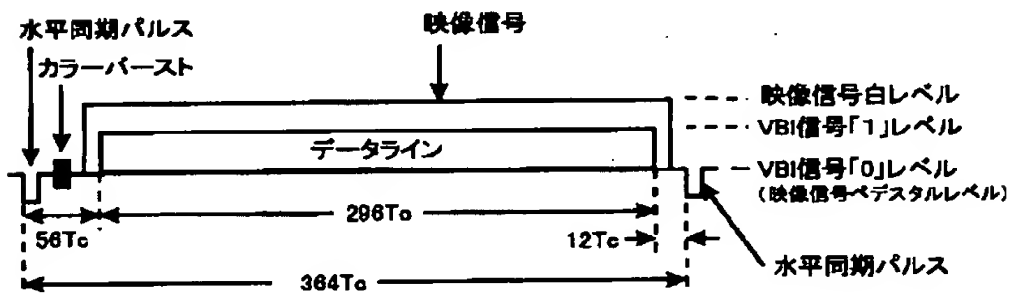 水平同期パルス
カラーバースト
映像信号
映像信号白レベル
VBI信号「1」レベル
データライン
VBI信号「0」レベル
(映像信号ペデスタルレベル)
56Tc
296Tc
12Tc
水平同期パルス
364Tc